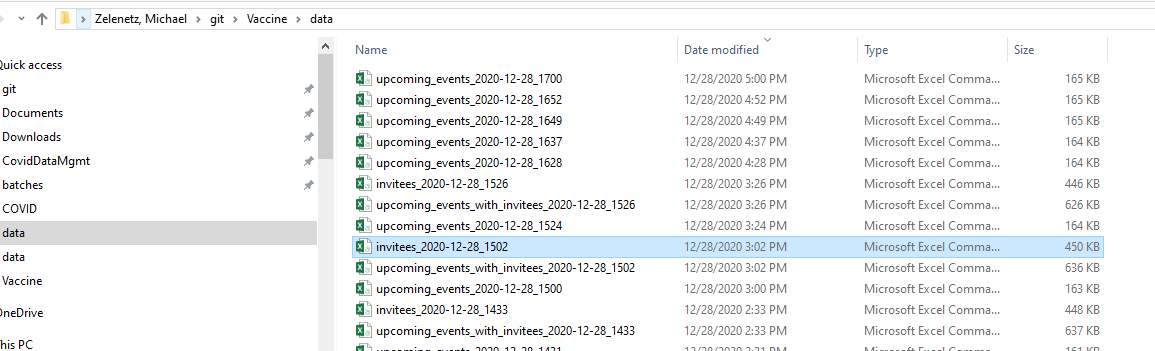 Zelenetz, Michael > git > Vaccine > data
Name Date modified Type Size
Quick access
git
Documents
Downloads
CovidDataMgmt
batches
COVID
data
data
Vaccine
OneDrive
This PC
upcoming_events_2020-12-28_1700 12/28/2020 5:00 PM Microsoft Excel Comma... 165 KB
upcoming_events_2020-12-28_1652 12/28/2020 4:52 PM Microsoft Excel Comma... 165 KB
upcoming_events_2020-12-28_1649 12/28/2020 4:49 PM Microsoft Excel Comma... 165 KB
upcoming_events_2020-12-28_1637 12/28/2020 4:37 PM Microsoft Excel Comma... 164 KB
upcoming_events_2020-12-28_1628 12/28/2020 4:28 PM Microsoft Excel Comma... 164 KB
invitees_2020-12-28_1526 12/28/2020 3:26 PM Microsoft Excel Comma... 446 KB
upcoming_events_with_invitees_2020-12-28_1526 12/28/2020 3:26 PM Microsoft Excel Comma... 626 KB
upcoming_events_2020-12-28_1524 12/28/2020 3:24 PM Microsoft Excel Comma... 164 KB
invitees_2020-12-28_1502 12/28/2020 3:02 PM Microsoft Excel Comma... 450 KB
upcoming_events_with_invitees_2020-12-28_1502 12/28/2020 3:02 PM Microsoft Excel Comma... 636 KB
upcoming_events_2020-12-28_1500 12/28/2020 3:00 PM Microsoft Excel Comma... 163 KB
invitees_2020-12-28_1433 12/28/2020 2:33 PM Microsoft Excel Comma... 448 KB
upcoming_events_with_invitees_2020-12-28_1433 12/28/2020 2:33 PM Microsoft Excel Comma... 637 KB